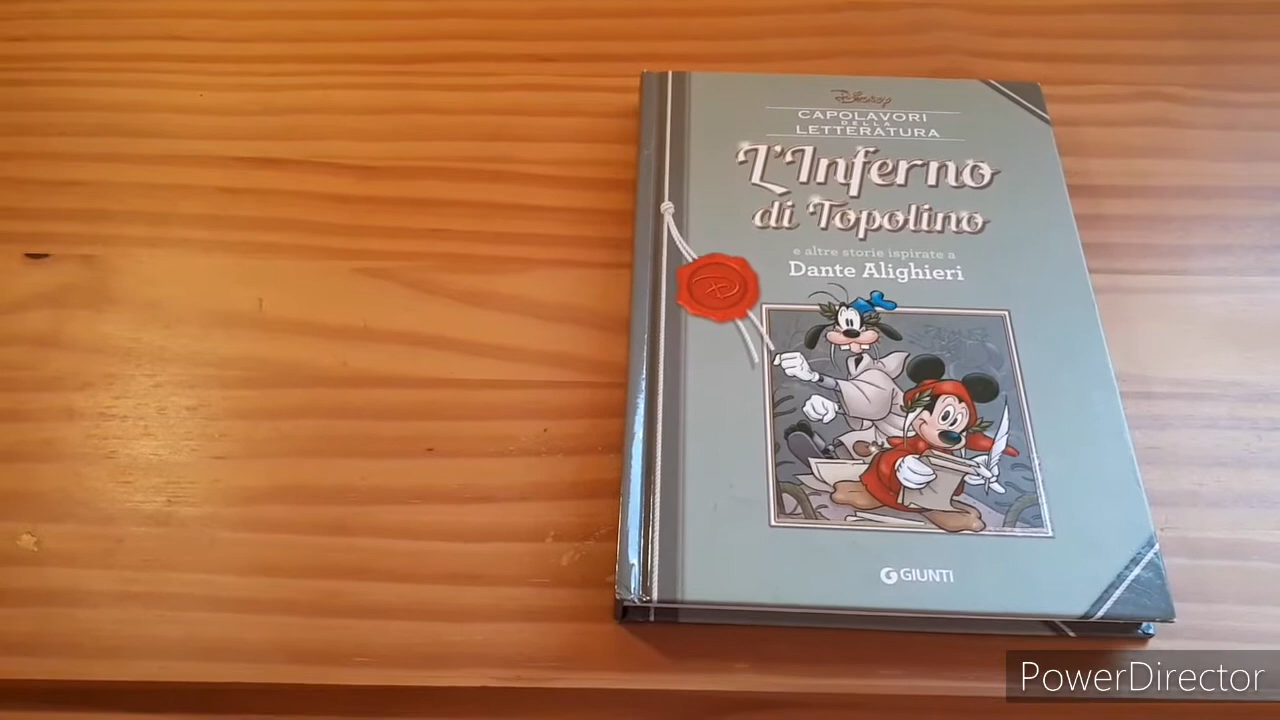 Disney
CAPOLAVORI
DELLA
LETTERATURA
L'Inferno
di Topolino
e altre storie ispirate a
Dante Alighieri
GIUNTI
PowerDirector